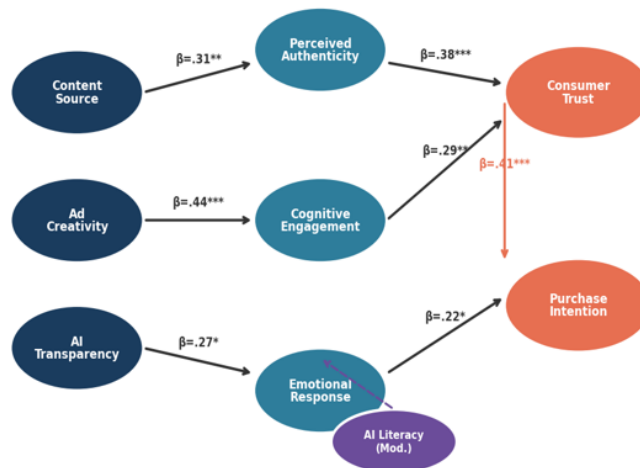 Perceived
Authenticity
β=.31**
β=.38***
Content
Source
Consumer
Trust
β=.29**
β=.41***
β=.44***
Ad
Creativity
Cognitive
Engagement
Purchase
Intention
β=.22*
AI
Transparency
β=.27*
Emotional
Response
AI Literacy
(Mod.)